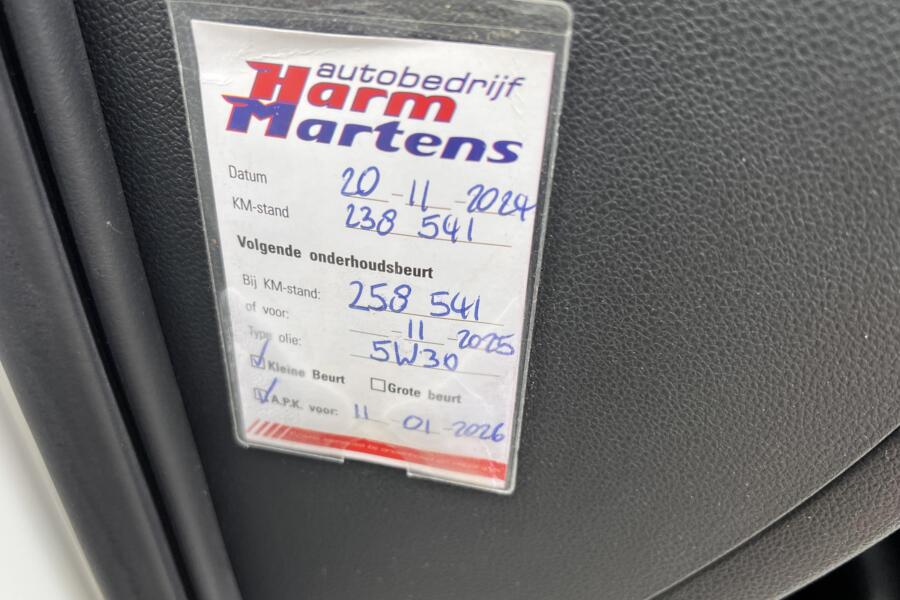 autobedrijf
Harm
Martens
Datum 20 - 11 - 2024
KM-stand 238 541
Volgende onderhoudsbeurt
Bij KM-stand: 258 541
of voor: - 11 - 2025
Type olie: 5W30
Kleine Beurt Grote beurt
A.P.K. voor: 11 - 01 - 2026